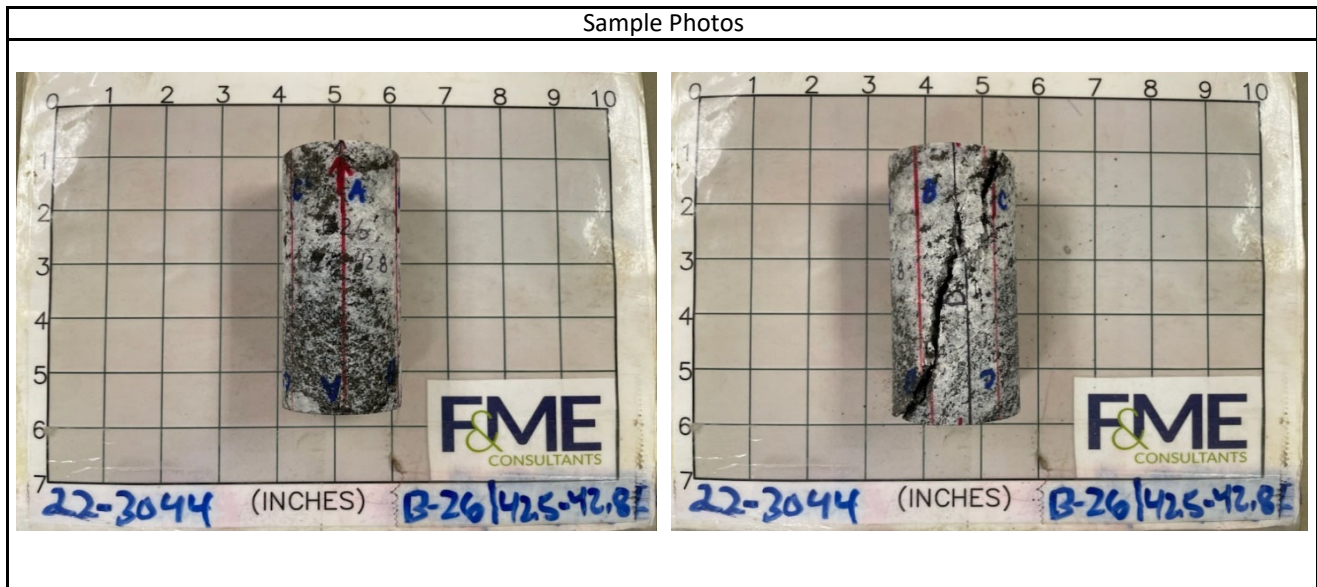 Sample Photos
0 1 2 3 4 5 6 7 8 9 10
1
2
3
4
5
6
7
C A
26
28
A
F&ME
CONSULTANTS
22-3044 (INCHES) B-26/42.5-42.8
0 1 2 3 4 5 6 7 8 9 10
1
2
3
4
5
6
7
B C
8
B
C
F&ME
CONSULTANTS
22-3044 (INCHES) B-26/42.5-42.8